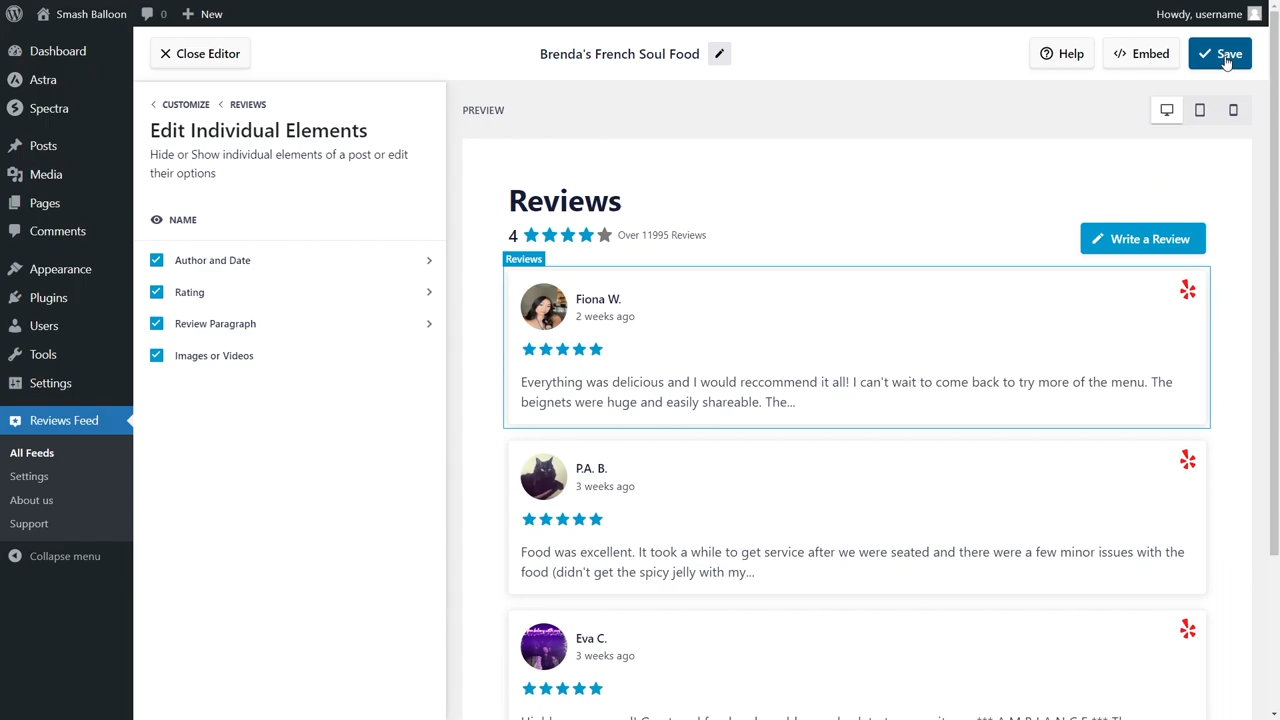 Smash Balloon
0
New
Howdy, username
Dashboard
Astra
Spectra
Posts
Media
Pages
Comments
Appearance
Plugins
Users
Tools
Settings
Reviews Feed
All Feeds
Settings
About us
Support
Collapse menu
Close Editor
Brenda's French Soul Food
Help
Embed
Save
CUSTOMIZE
REVIEWS
Edit Individual Elements
Hide or Show individual elements of a post or edit
their options
NAME
Author and Date
Rating
Review Paragraph
Images or Videos
PREVIEW
Reviews
4
Over 11995 Reviews
Write a Review
Reviews
Fiona W.
2 weeks ago
Everything was delicious and I would reccommend it all! I can't wait to come back to try more of the menu. The
beignets were huge and easily shareable. The...
P.A. B.
3 weeks ago
Food was excellent. It took a while to get service after we were seated and there were a few minor issues with the
food (didn't get the spicy jelly with my...
Eva C.
3 weeks ago